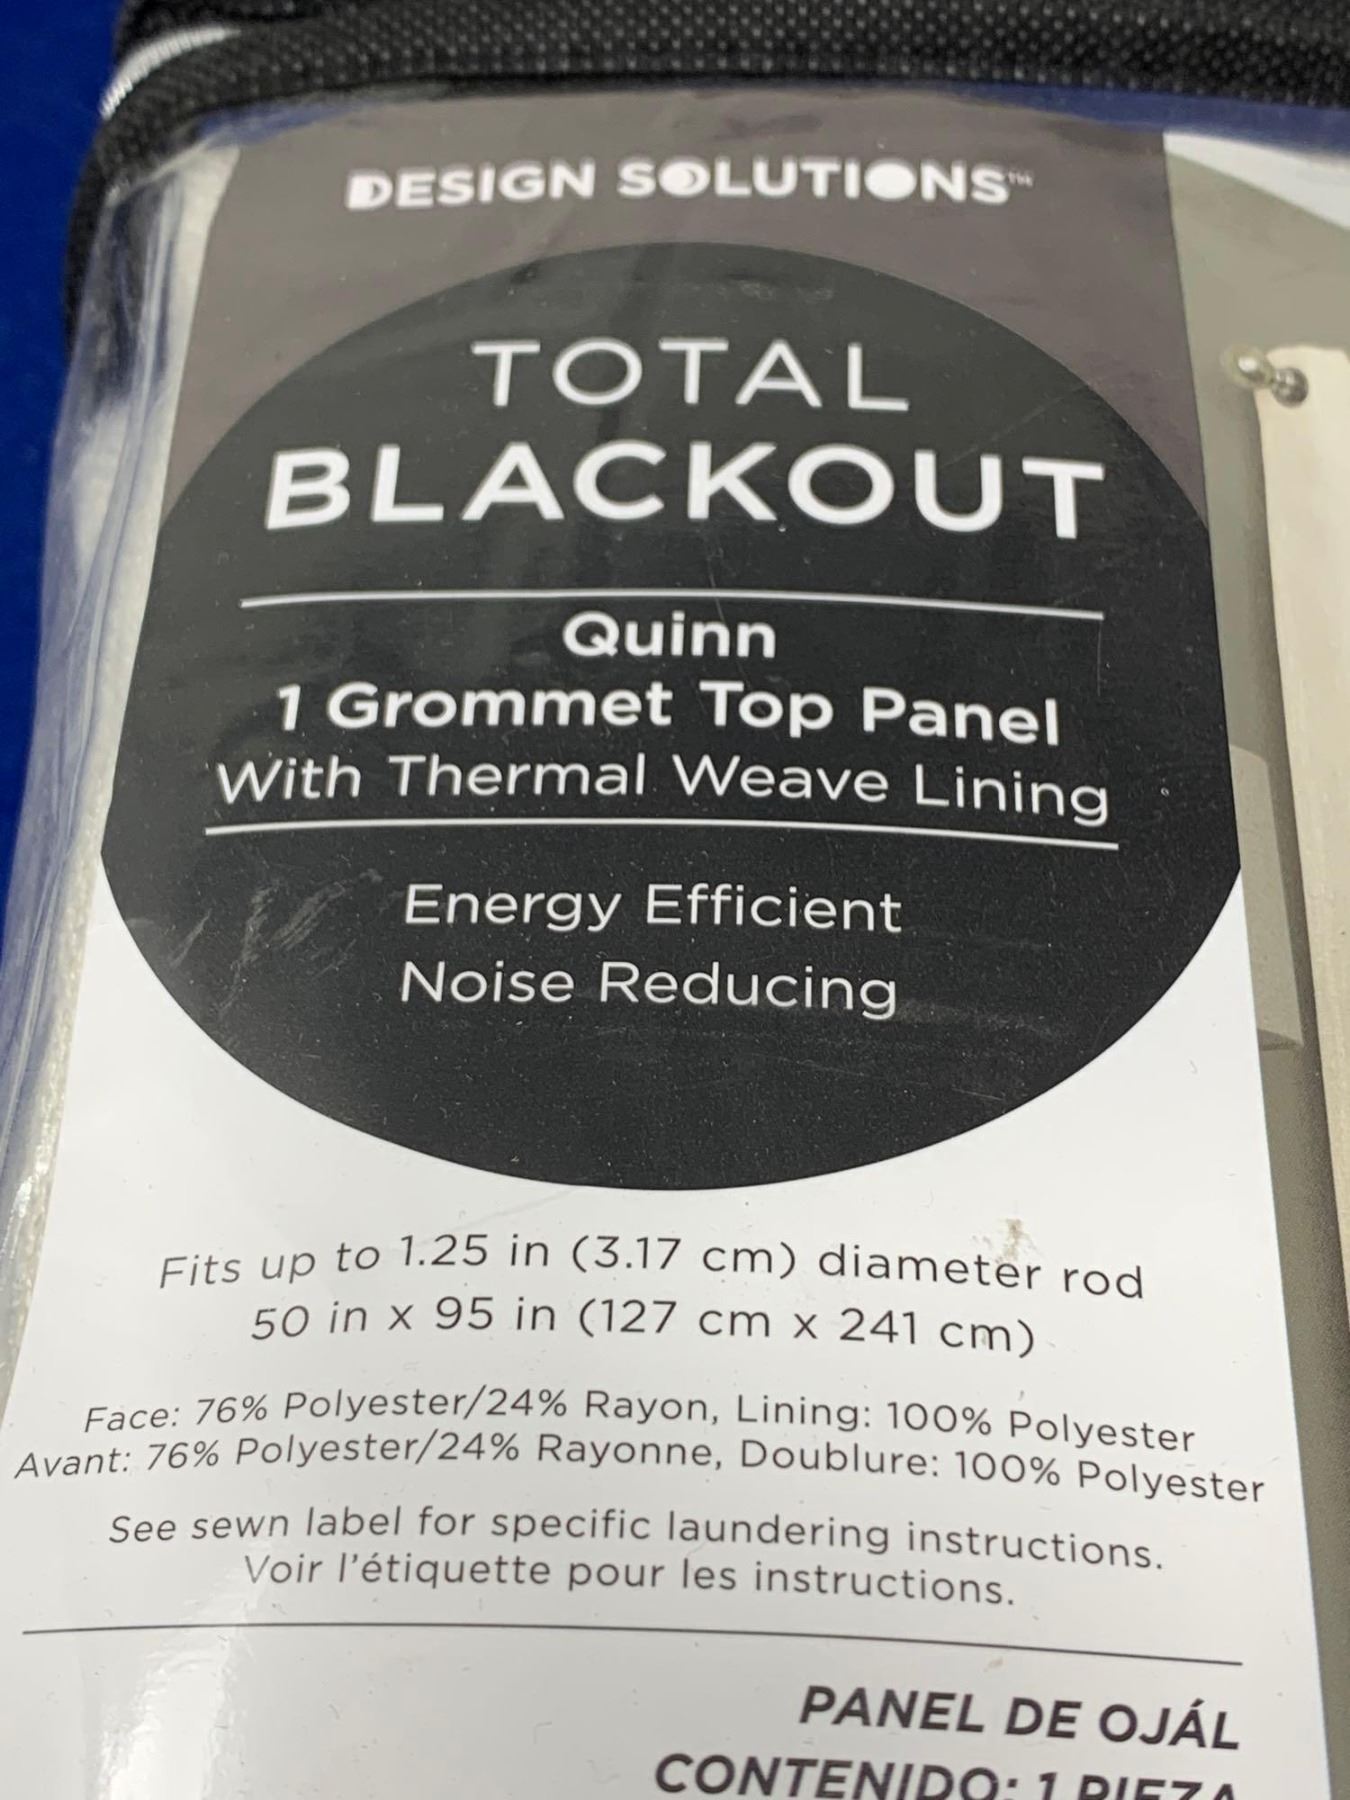 DESIGN SOLUTIONS™
TOTAL
BLACKOUT
Quinn
1 Grommet Top Panel
With Thermal Weave Lining
Energy Efficient
Noise Reducing
Fits up to 1.25 in (3.17 cm) diameter rod
50 in x 95 in (127 cm x 241 cm)
Face: 76% Polyester/24% Rayon, Lining: 100% Polyester
Avant: 76% Polyester/24% Rayonne, Doublure: 100% Polyester
See sewn label for specific laundering instructions.
Voir l'étiquette pour les instructions.
PANEL DE OJÁL
CONTENIDO: 1 PIEZA